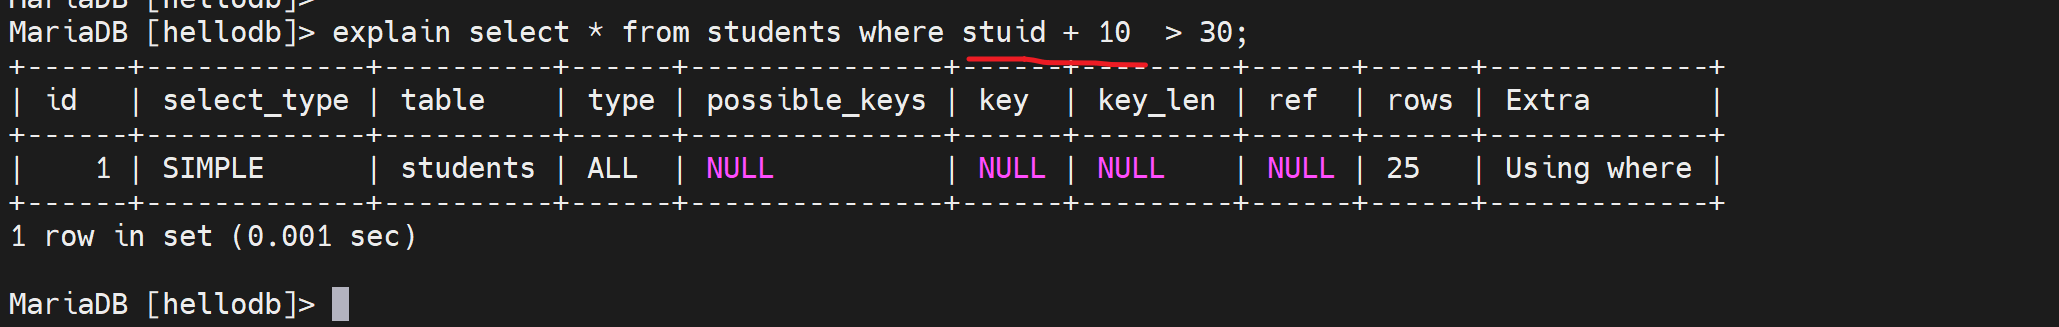 MariaDB [hellodb]>
MariaDB [hellodb]> explain select * from students where stuid + 10  > 30;
+------+-------------+----------+------+---------------+------+---------+------+------+-------------+
| id   | select_type | table    | type | possible_keys | key  | key_len | ref  | rows | Extra       |
+------+-------------+----------+------+---------------+------+---------+------+------+-------------+
|    1 | SIMPLE      | students | ALL  | NULL          | NULL | NULL    | NULL | 25   | Using where |
+------+-------------+----------+------+---------------+------+---------+------+------+-------------+
1 row in set (0.001 sec)
MariaDB [hellodb]>